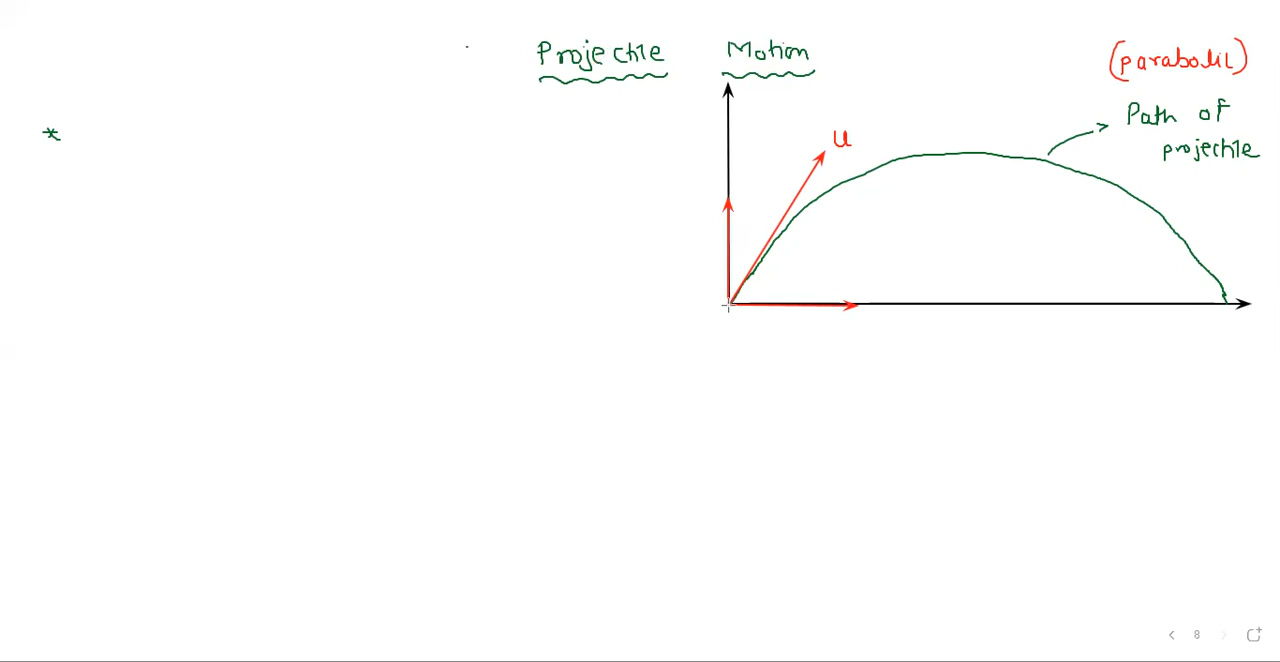 Projectile Motion
(parabolic)
Path of
projectile
*
u
8